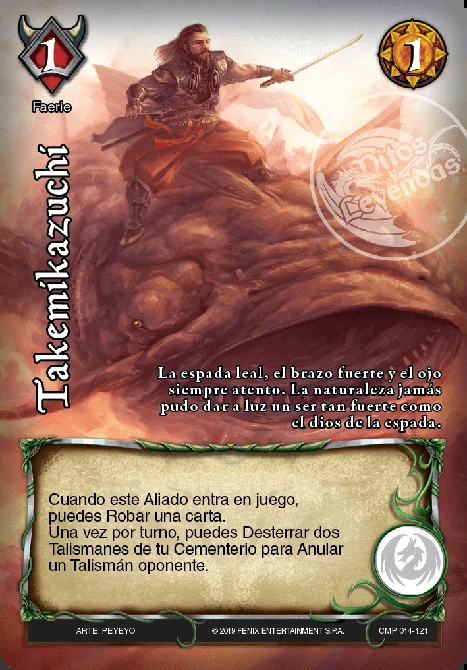 1
1
Faerie
Mitos
y
Leyendas
Takemikazuchi
La espada leal, el brazo fuerte y el ojo
siempre atento. La naturaleza jamás
pudo dar a luz un ser tan fuerte como
el dios de la espada.
Cuando este Aliado entra en juego,
puedes Robar una carta.
Una vez por turno, puedes Desterrar dos
Talismanes de tu Cementerio para Anular
un Talismán oponente.
ARTE: PEYEYO
© 2019 FENIX ENTERTAINMENT S.P.A.
CMP 014-121